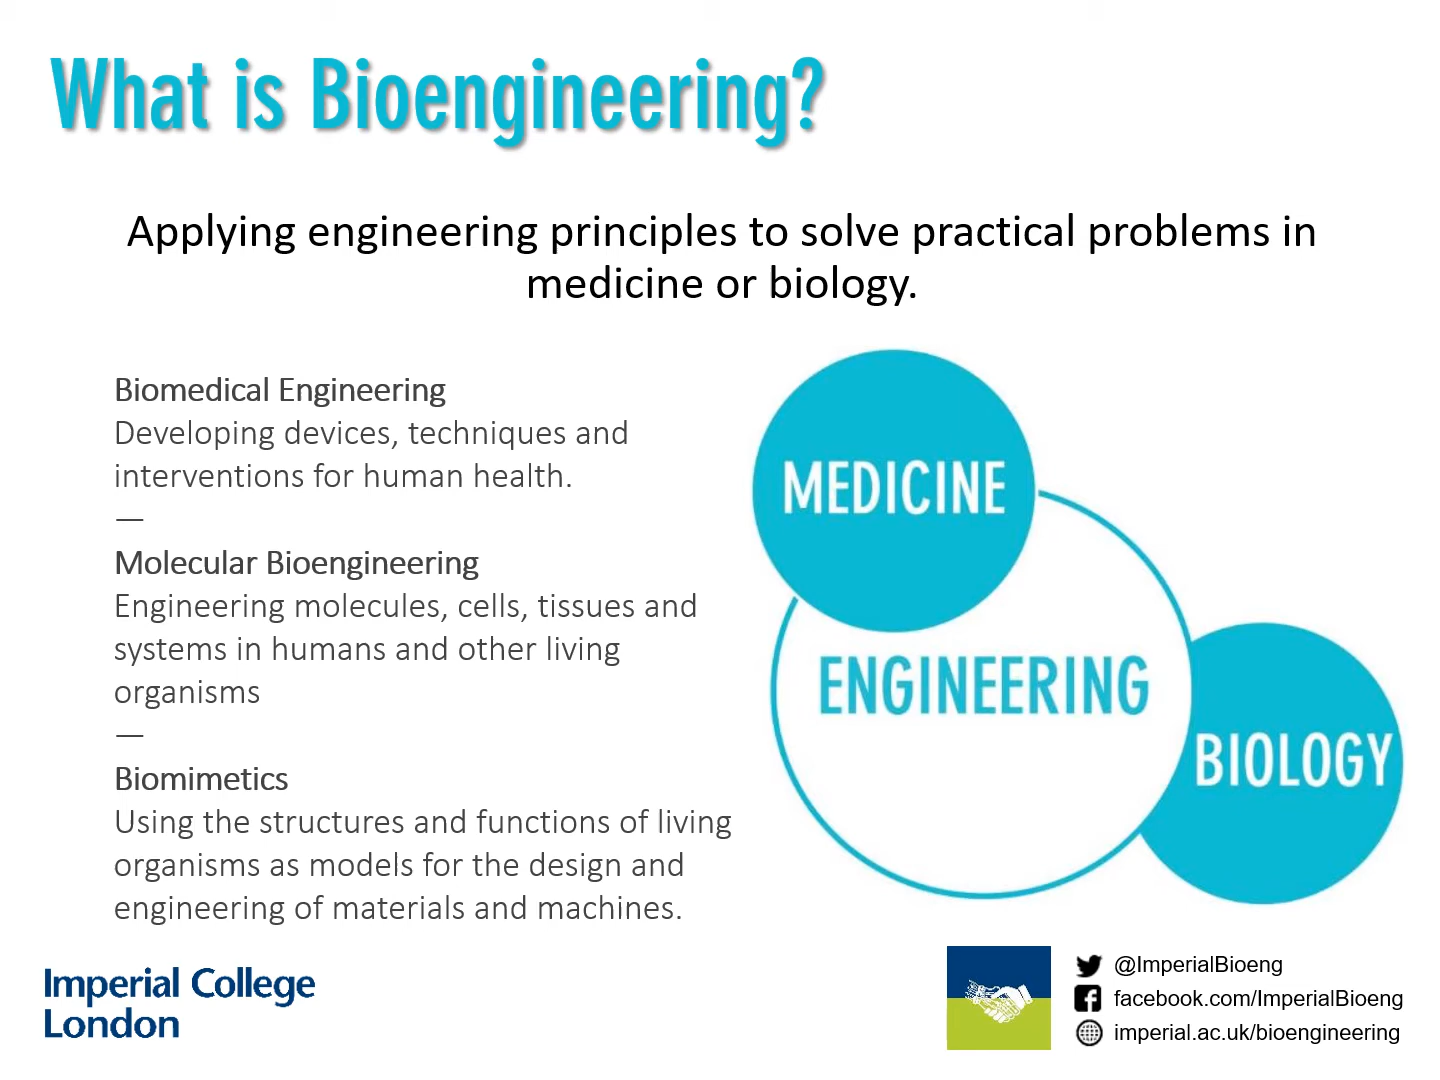 What is Bioengineering?
Applying engineering principles to solve practical problems in
medicine or biology.
Biomedical Engineering
Developing devices, techniques and
interventions for human health.
—
Molecular Bioengineering
Engineering molecules, cells, tissues and
systems in humans and other living
organisms
—
Biomimetics
Using the structures and functions of living
organisms as models for the design and
engineering of materials and machines.
MEDICINE
ENGINEERING
BIOLOGY
Imperial College
London
@ImperialBioeng
facebook.com/ImperialBioeng
imperial.ac.uk/bioengineering